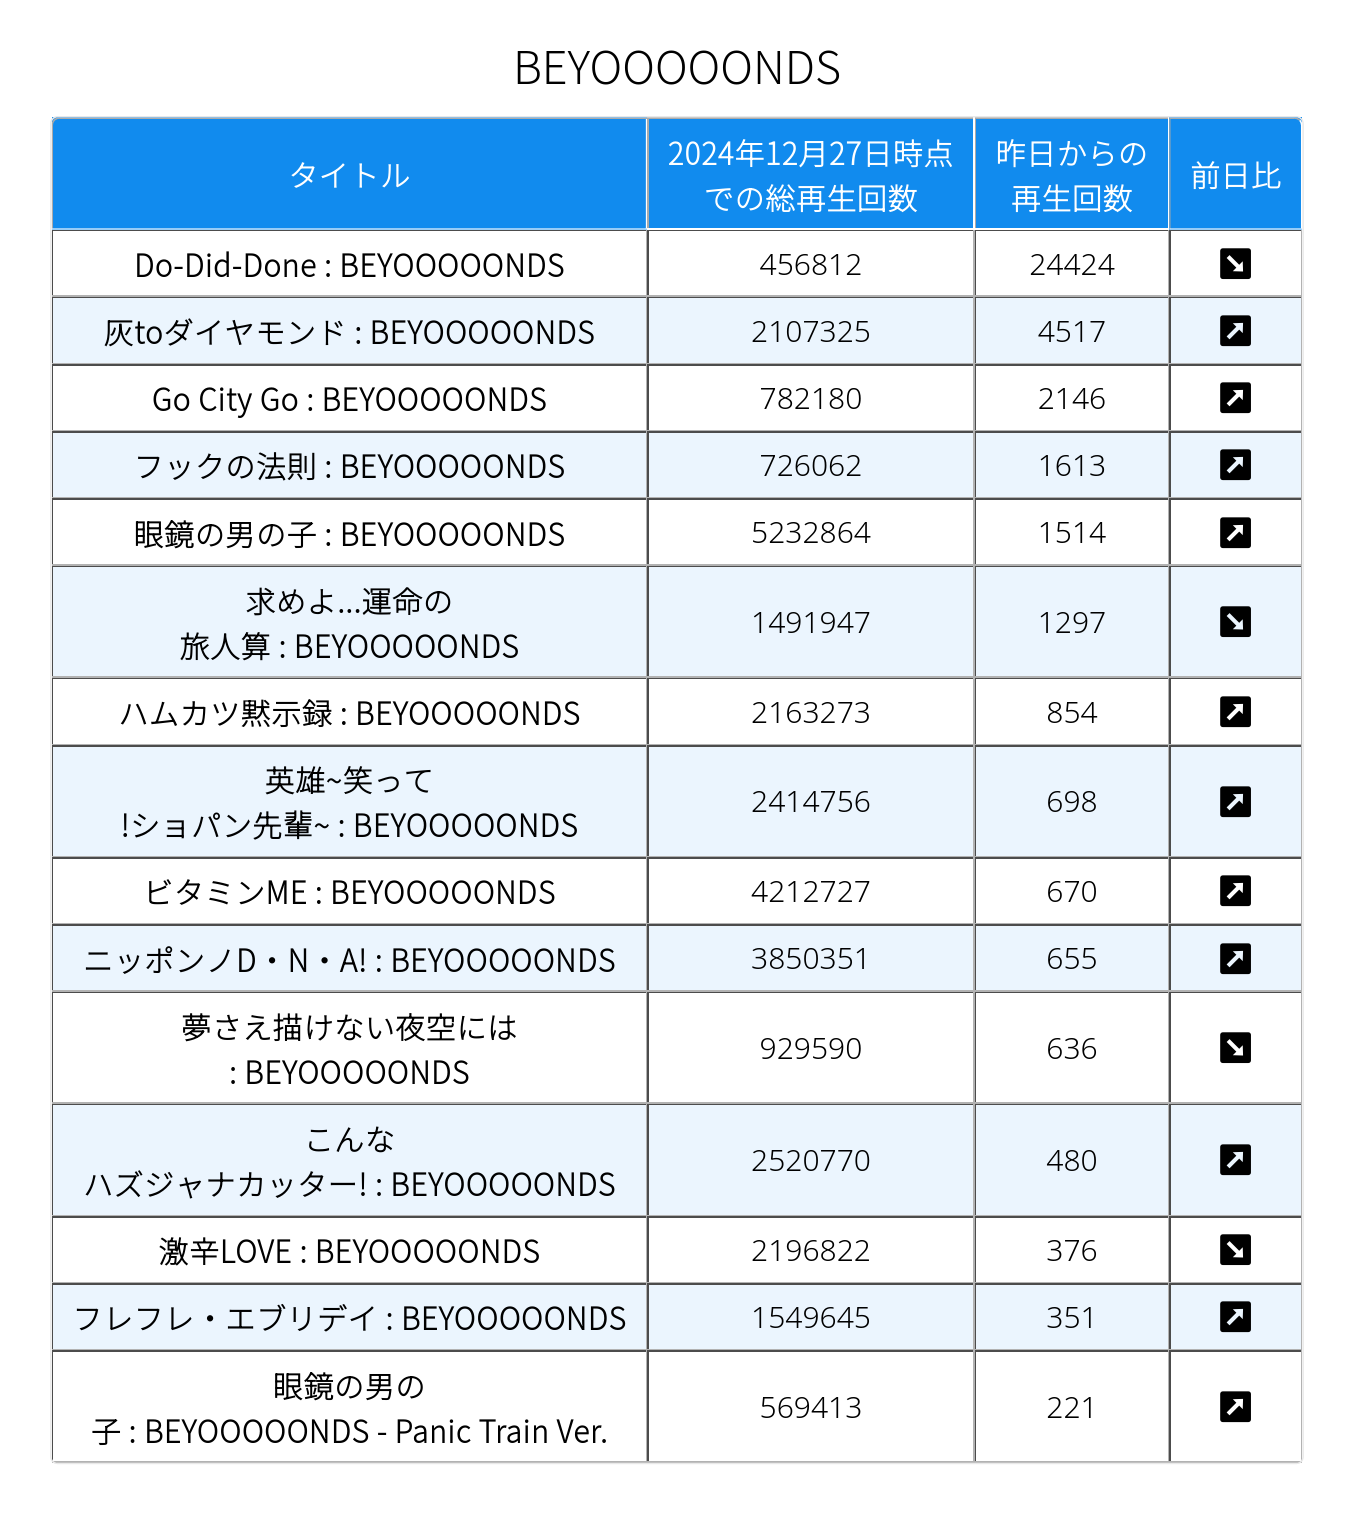 BEYOOOOONDS
タイトル
2024年12月27日時点
での総再生回数
昨日からの
再生回数
前日比
Do-Did-Done : BEYOOOOONDS
456812
24424
灰toダイヤモンド : BEYOOOOONDS
2107325
4517
Go City Go : BEYOOOOONDS
782180
2146
フックの法則 : BEYOOOOONDS
726062
1613
眼鏡の男の子 : BEYOOOOONDS
5232864
1514
求めよ...運命の
旅人算 : BEYOOOOONDS
1491947
1297
ハムカツ黙示録 : BEYOOOOONDS
2163273
854
英雄~笑って
!ショパン先輩~ : BEYOOOOONDS
2414756
698
ビタミンME : BEYOOOOONDS
4212727
670
ニッポンノD・N・A! : BEYOOOOONDS
3850351
655
夢さえ描けない夜空には
: BEYOOOOONDS
929590
636
こんな
ハズジャナカッター! : BEYOOOOONDS
2520770
480
激辛LOVE : BEYOOOOONDS
2196822
376
フレフレ・エブリデイ : BEYOOOOONDS
1549645
351
眼鏡の男の
子 : BEYOOOOONDS - Panic Train Ver.
569413
221